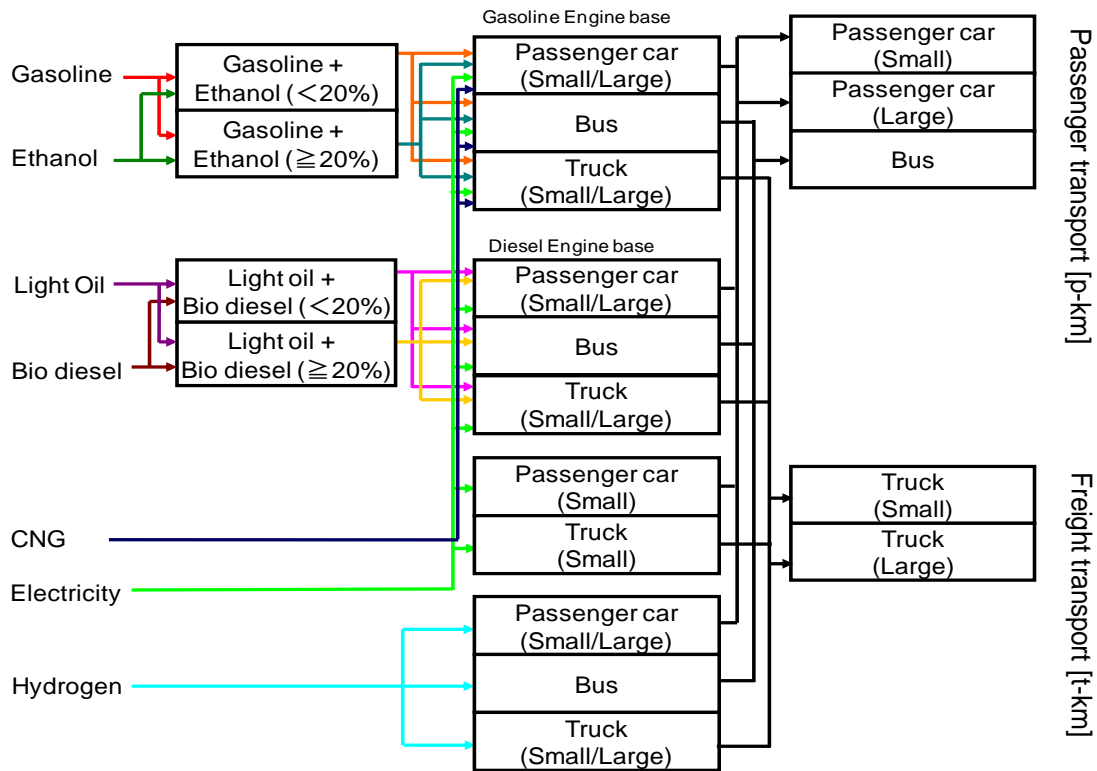 Gasoline
Ethanol
Light Oil
Bio diesel
CNG
Electricity
Hydrogen
Gasoline +
Ethanol (＜20%)
Gasoline +
Ethanol (≧20%)
Light oil +
Bio diesel (＜20%)
Light oil +
Bio diesel (≧20%)
Gasoline Engine base
Passenger car
(Small/Large)
Bus
Truck
(Small/Large)
Diesel Engine base
Passenger car
(Small/Large)
Bus
Truck
(Small/Large)
Passenger car
(Small)
Truck
(Small)
Passenger car
(Small/Large)
Bus
Truck
(Small/Large)
Passenger car
(Small)
Passenger car
(Large)
Bus
Truck
(Small)
Truck
(Large)
Passenger transport [p-km]
Freight transport [t-km]